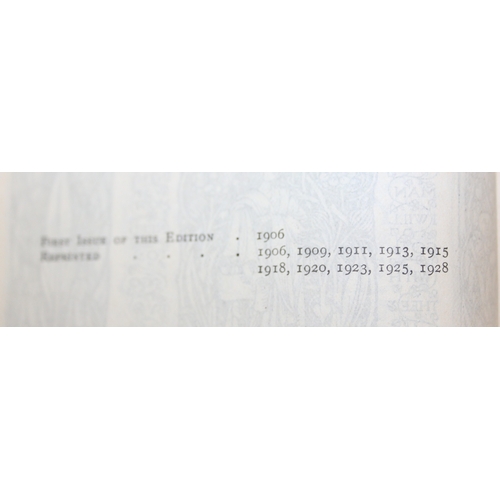 First Issue of this Edition . 1906
Reprinted . . . . 1906, 1909, 1911, 1913, 1915
1918, 1920, 1923, 1925, 1928